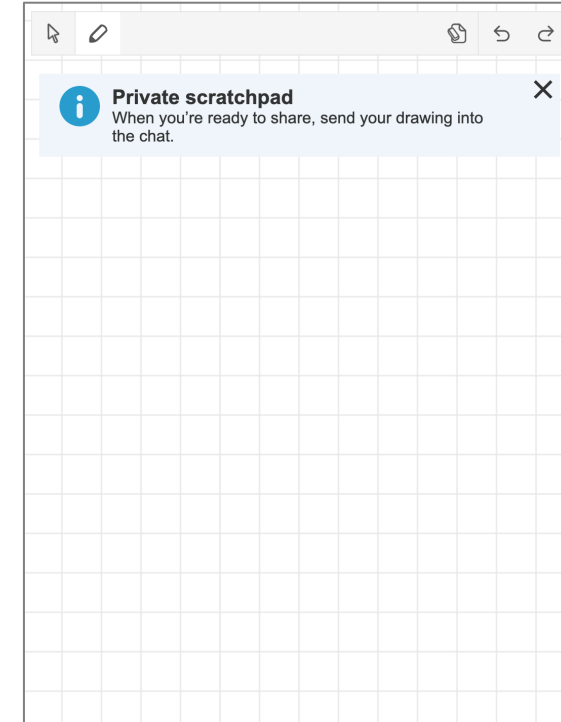 Private scratchpad
When you’re ready to share, send your drawing into
the chat.